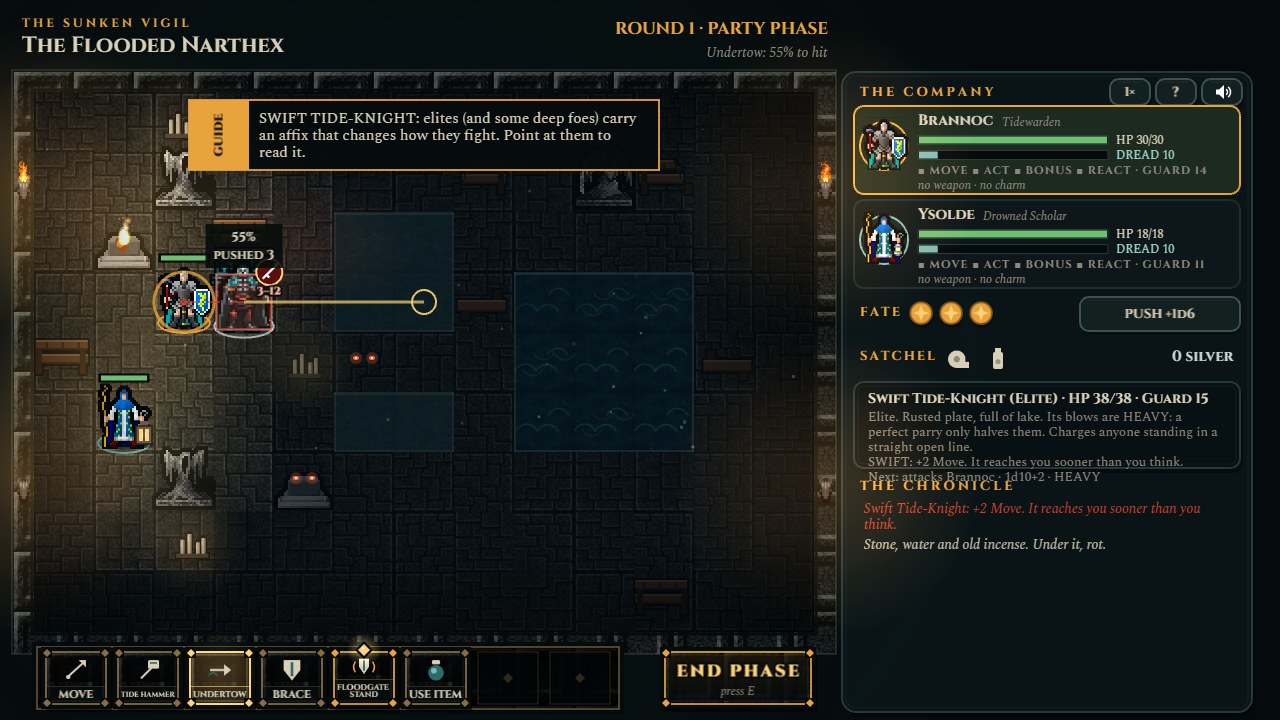 THE SUNKEN VIGIL
THE FLOODED NARTHEX
ROUND 1 · PARTY PHASE
Undertow: 55% to hit
GUIDE
SWIFT TIDE-KNIGHT: elites (and some deep foes) carry
an affix that changes how they fight. Point at them to
read it.
55%
PUSHED 3
3-12
THE COMPANY
1×
?
BRANNOC Tidewarden
HP 30/30
DREAD 10
MOVE ACT BONUS REACT · GUARD 14
no weapon · no charm
YSOLDE Drowned Scholar
HP 18/18
DREAD 10
MOVE ACT BONUS REACT · GUARD 11
no weapon · no charm
FATE
PUSH +1D6
SATCHEL
0 SILVER
SWIFT TIDE-KNIGHT (ELITE) · HP 38/38 · GUARD 15
Elite. Rusted plate, full of lake. Its blows are HEAVY: a
perfect parry only halves them. Charges anyone standing in a
straight open line.
SWIFT: +2 Move. It reaches you sooner than you think.
Next: attacks Brannoc · 1d10+2 · HEAVY
THE CHRONICLE
Swift Tide-Knight: +2 Move. It reaches you sooner than you
think.
Stone, water and old incense. Under it, rot.
MOVE
TIDE HAMMER
UNDERTOW
BRACE
FLOODGATE
STAND
USE ITEM
END PHASE
press E